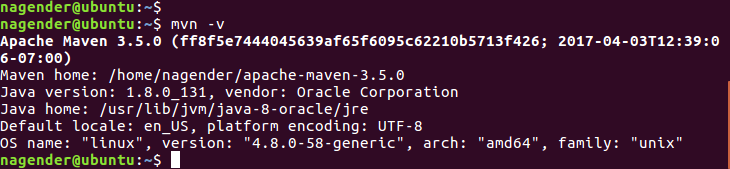 nagender@ubuntu:~$
nagender@ubuntu:~$ mvn -v
Apache Maven 3.5.0 (ff8f5e7444045639af65f6095c62210b5713f426; 2017-04-03T12:39:0
6-07:00)
Maven home: /home/nagender/apache-maven-3.5.0
Java version: 1.8.0_131, vendor: Oracle Corporation
Java home: /usr/lib/jvm/java-8-oracle/jre
Default locale: en_US, platform encoding: UTF-8
OS name: "linux", version: "4.8.0-58-generic", arch: "amd64", family: "unix"
nagender@ubuntu:~$